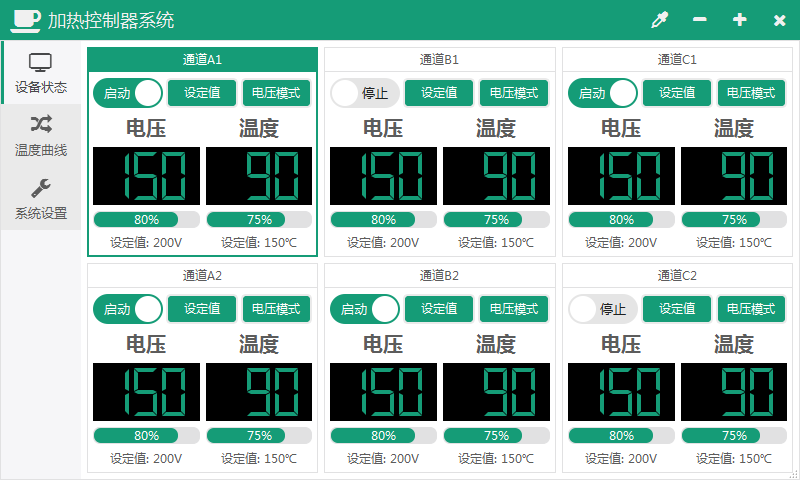 加热控制器系统
设备状态
温度曲线
系统设置
通道A1
启动 设定值 电压模式
电压 温度
150 90
80% 75%
设定值: 200V 设定值: 150℃
通道B1
停止 设定值 电压模式
电压 温度
150 90
80% 75%
设定值: 200V 设定值: 150℃
通道C1
启动 设定值 电压模式
电压 温度
150 90
80% 75%
设定值: 200V 设定值: 150℃
通道A2
启动 设定值 电压模式
电压 温度
150 90
80% 75%
设定值: 200V 设定值: 150℃
通道B2
启动 设定值 电压模式
电压 温度
150 90
80% 75%
设定值: 200V 设定值: 150℃
通道C2
停止 设定值 电压模式
电压 温度
150 90
80% 75%
设定值: 200V 设定值: 150℃